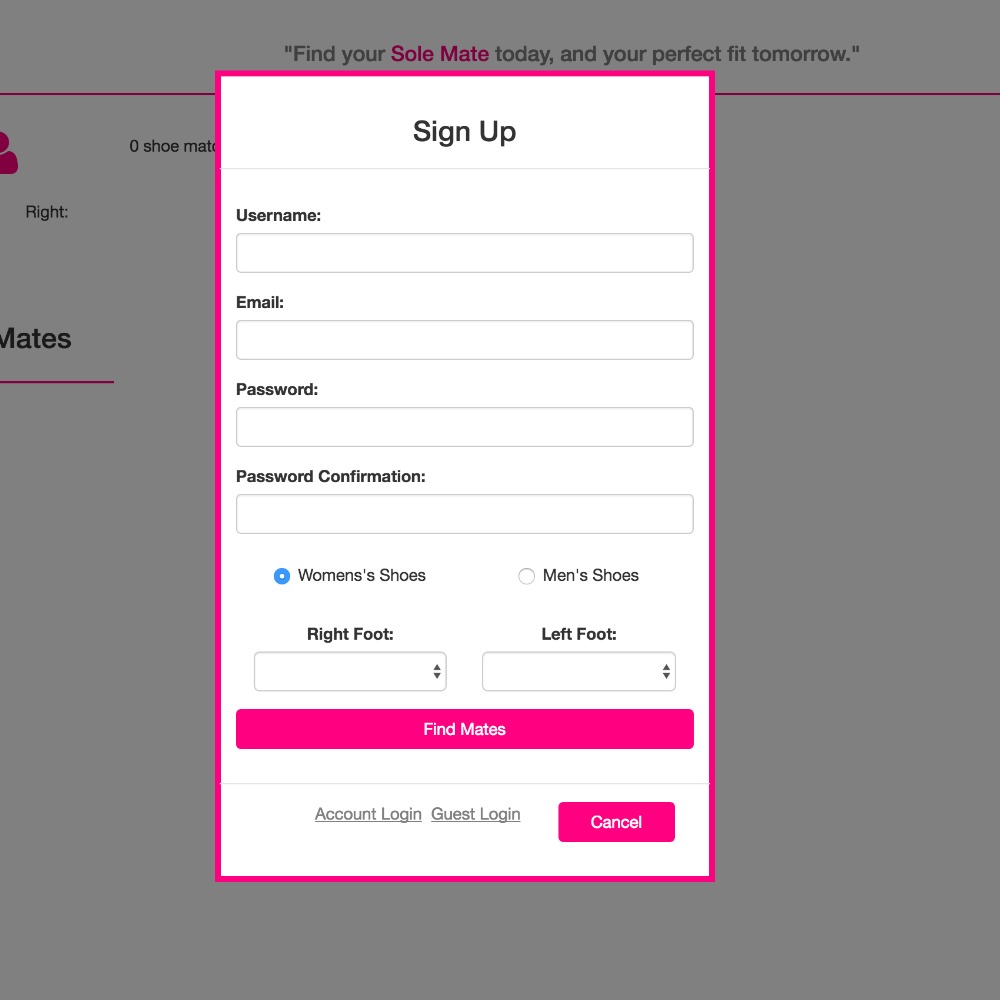 "Find your Sole Mate today, and your perfect fit tomorrow."
0 shoe
Right:
Mates
Sign Up
Username:
Email:
Password:
Password Confirmation:
Womens's Shoes
Men's Shoes
Right Foot:
Left Foot:
Find Mates
Account Login Guest Login
Cancel